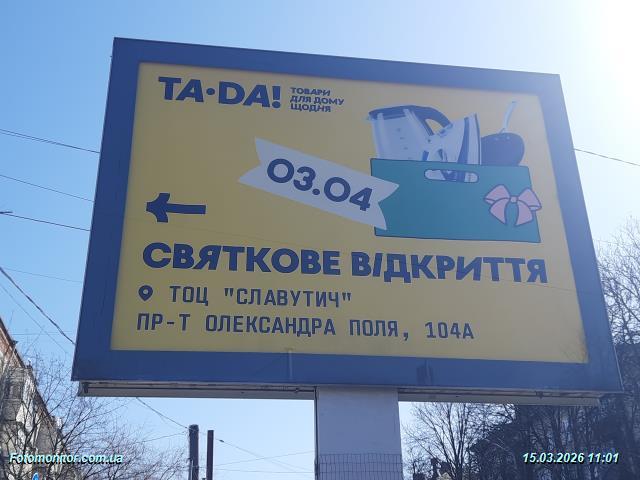 TA·DA!
ТОВАРИ
ДЛЯ ДОМУ
ЩОДНЯ
03.04
СВЯТКОВЕ ВІДКРИТТЯ
ТОЦ "СЛАВУТИЧ"
ПР-Т ОЛЕКСАНДРА ПОЛЯ, 104А
Fotomonitor.com.ua
15.03.2026 11:01